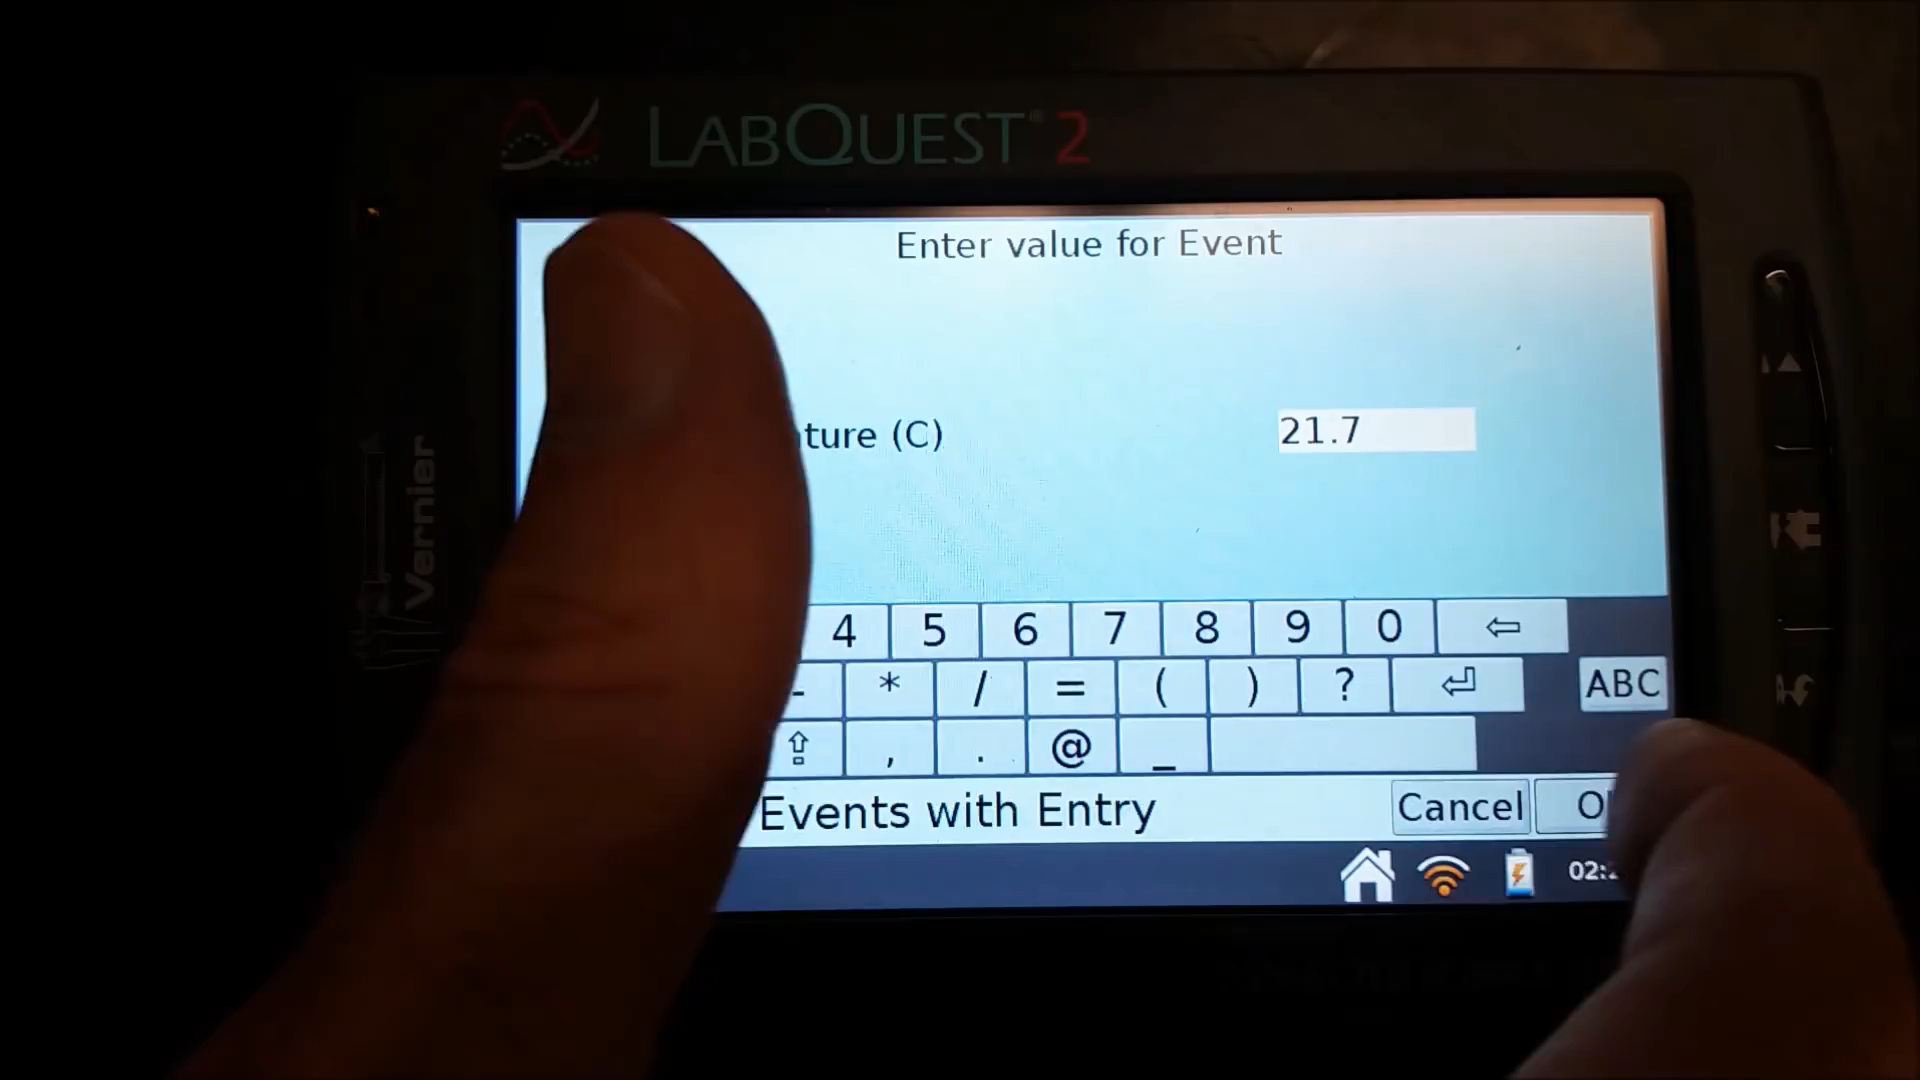 LABQUEST® 2
Vernier
Enter value for Event
ture (C) 21.7
4 5 6 7 8 9 0 ⇦
- * / = ( ) ? ⏎ ABC
⇧ , . @ _
Events with Entry Cancel O
02: